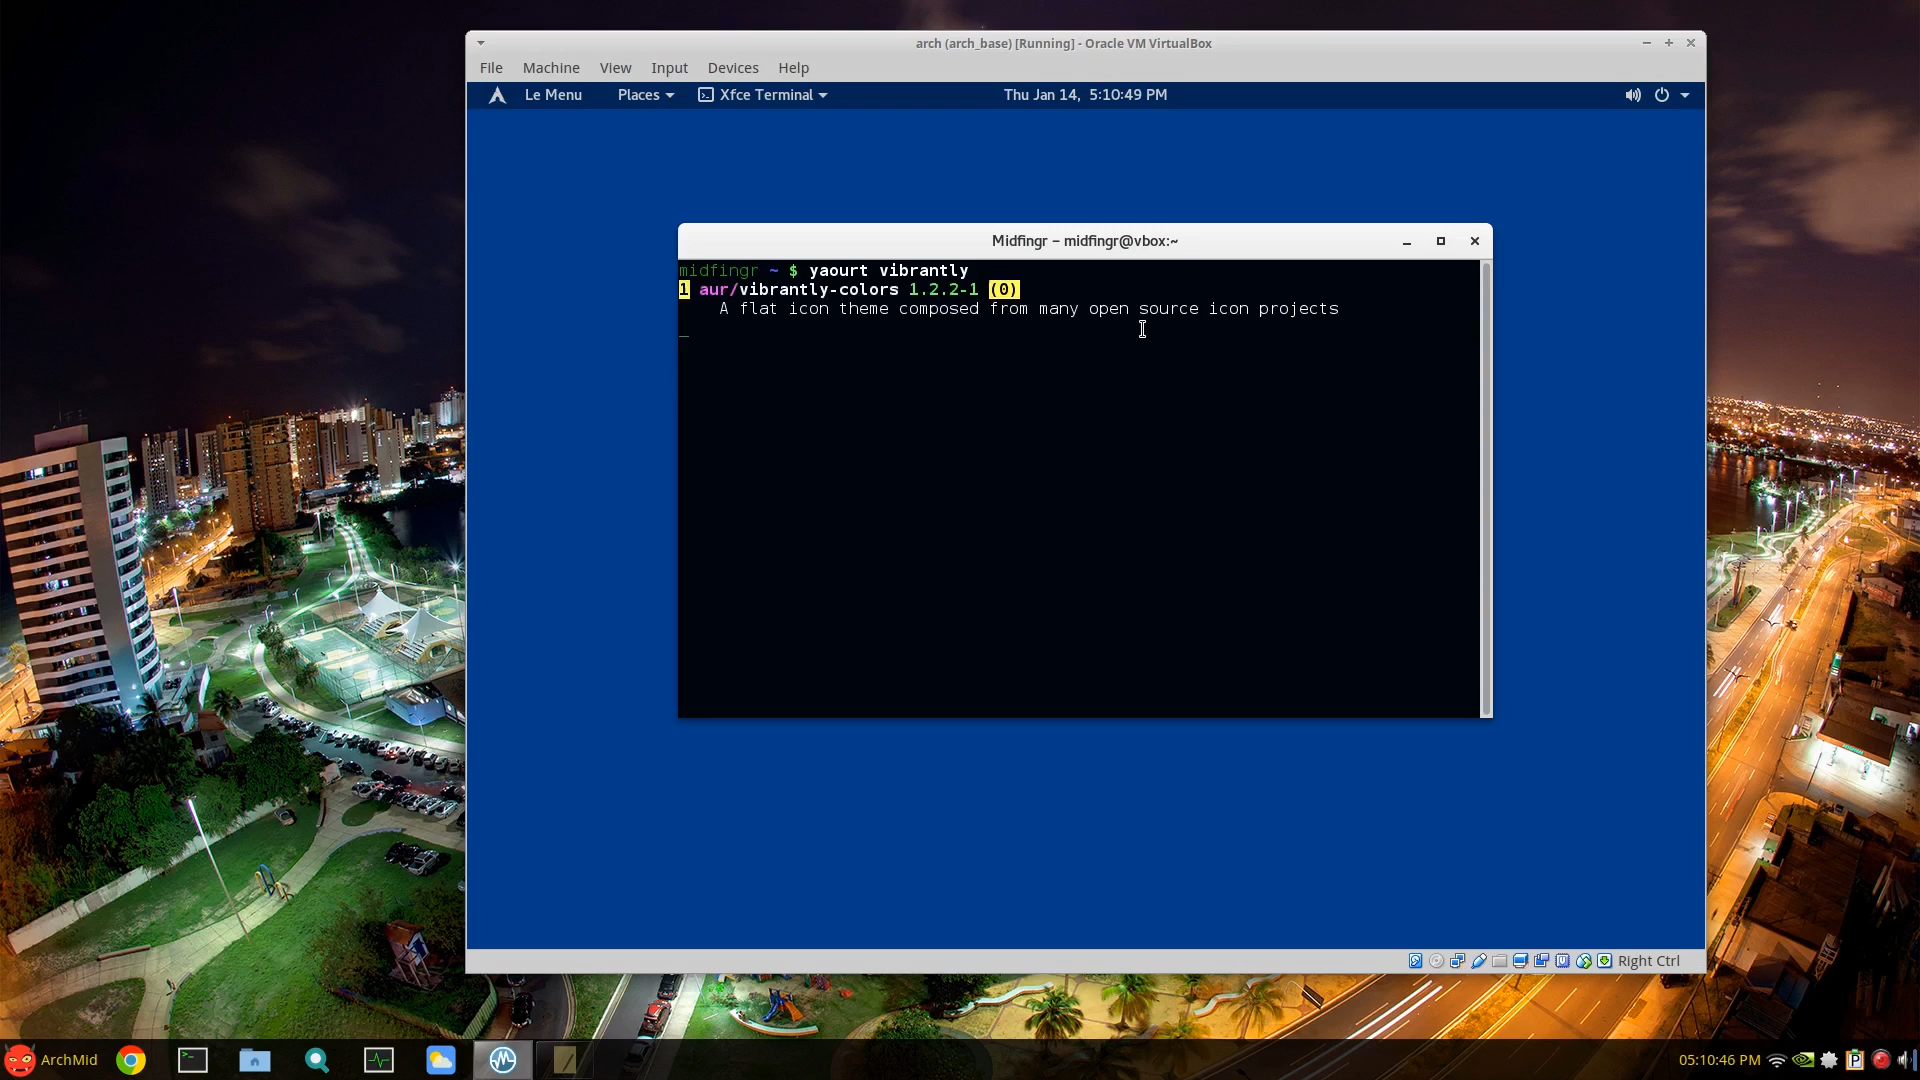 arch (arch_base) [Running] - Oracle VM VirtualBox
File Machine View Input Devices Help
Le Menu Places Xfce Terminal Thu Jan 14, 5:10:49 PM
Midfingr – midfingr@vbox:~
midfingr ~ $ yaourt vibrantly
1 aur/vibrantly-colors 1.2.2-1 (0)
A flat icon theme composed from many open source icon projects
_
Right Ctrl
ArchMid 05:10:46 PM